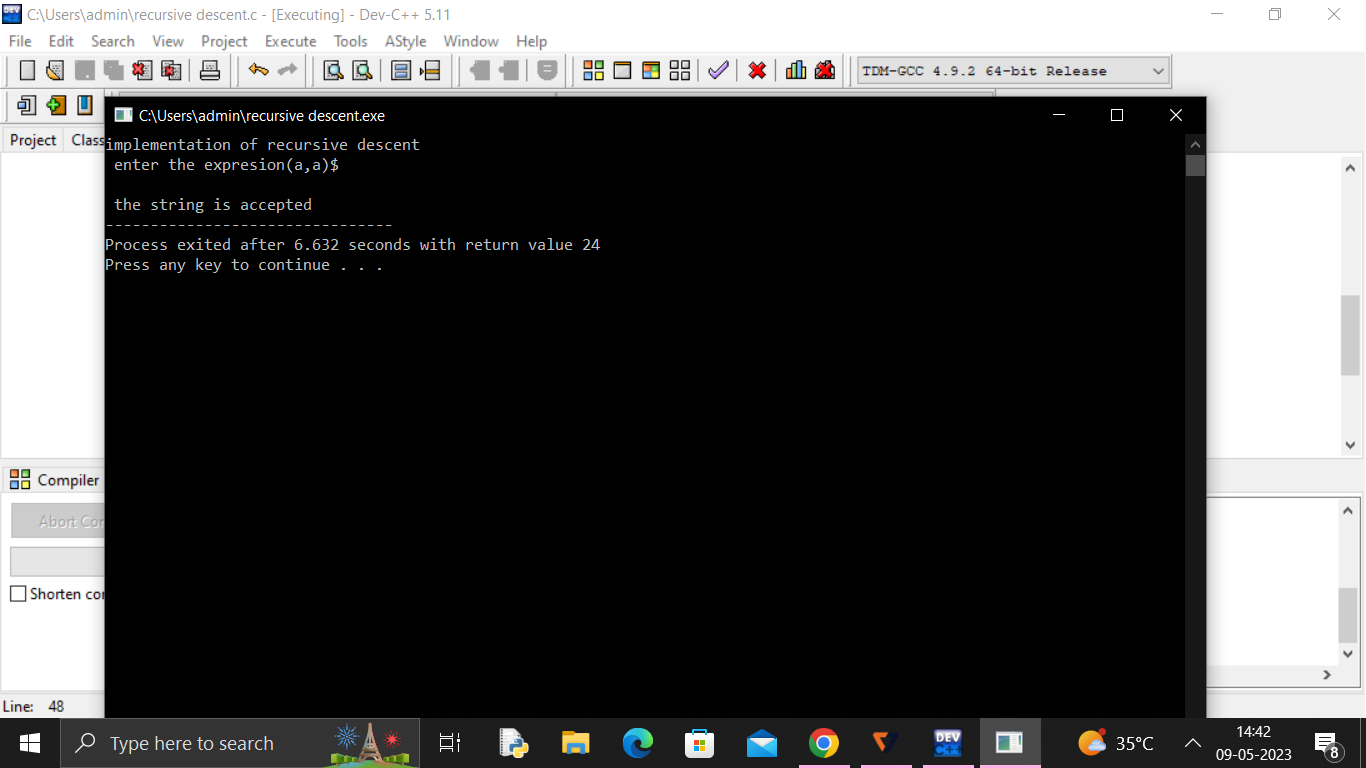 C:\Users\admin\recursive descent.c - [Executing] - Dev-C++ 5.11
File Edit Search View Project Execute Tools AStyle Window Help
TDM-GCC 4.9.2 64-bit Release
C:\Users\admin\recursive descent.exe
Project Class
implementation of recursive descent
enter the expresion(a,a)$
the string is accepted
--------------------------------
Process exited after 6.632 seconds with return value 24
Press any key to continue . . .
Compiler
Abort Cor
Shorten cor
Line: 48
Type here to search
DEV C++
35°C
14:42
09-05-2023
8